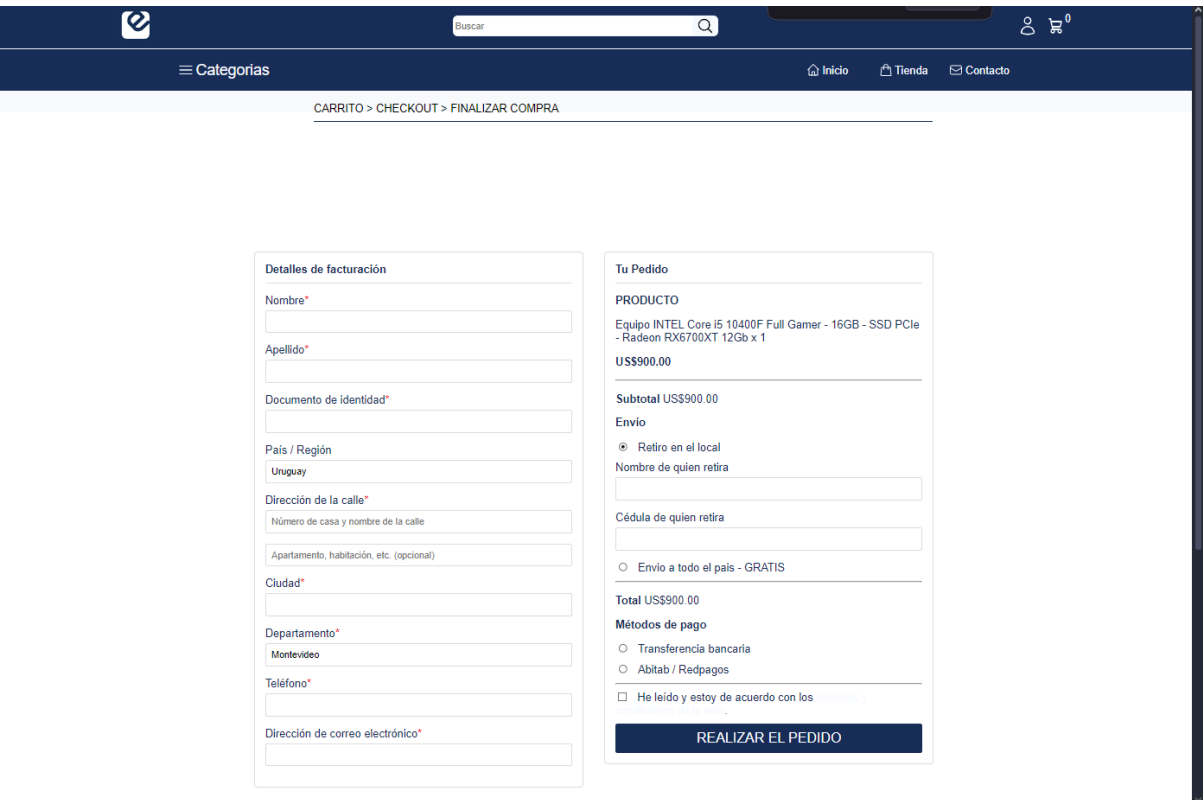 Buscar
0
Categorias
Inicio
Tienda
Contacto
CARRITO > CHECKOUT > FINALIZAR COMPRA
Detalles de facturación
Nombre*
Apellido*
Documento de identidad*
País / Región
Uruguay
Dirección de la calle*
Número de casa y nombre de la calle
Apartamento, habitación, etc. (opcional)
Ciudad*
Departamento*
Montevideo
Teléfono*
Dirección de correo electrónico*
Tu Pedido
PRODUCTO
Equipo INTEL Core i5 10400F Full Gamer - 16GB - SSD PCIe
- Radeon RX6700XT 12Gb x 1
US$900.00
Subtotal US$900.00
Envío
Retiro en el local
Nombre de quien retira
Cédula de quien retira
Envio a todo el pais - GRATIS
Total US$900.00
Métodos de pago
Transferencia bancaria
Abitab / Redpagos
He leído y estoy de acuerdo con los
REALIZAR EL PEDIDO